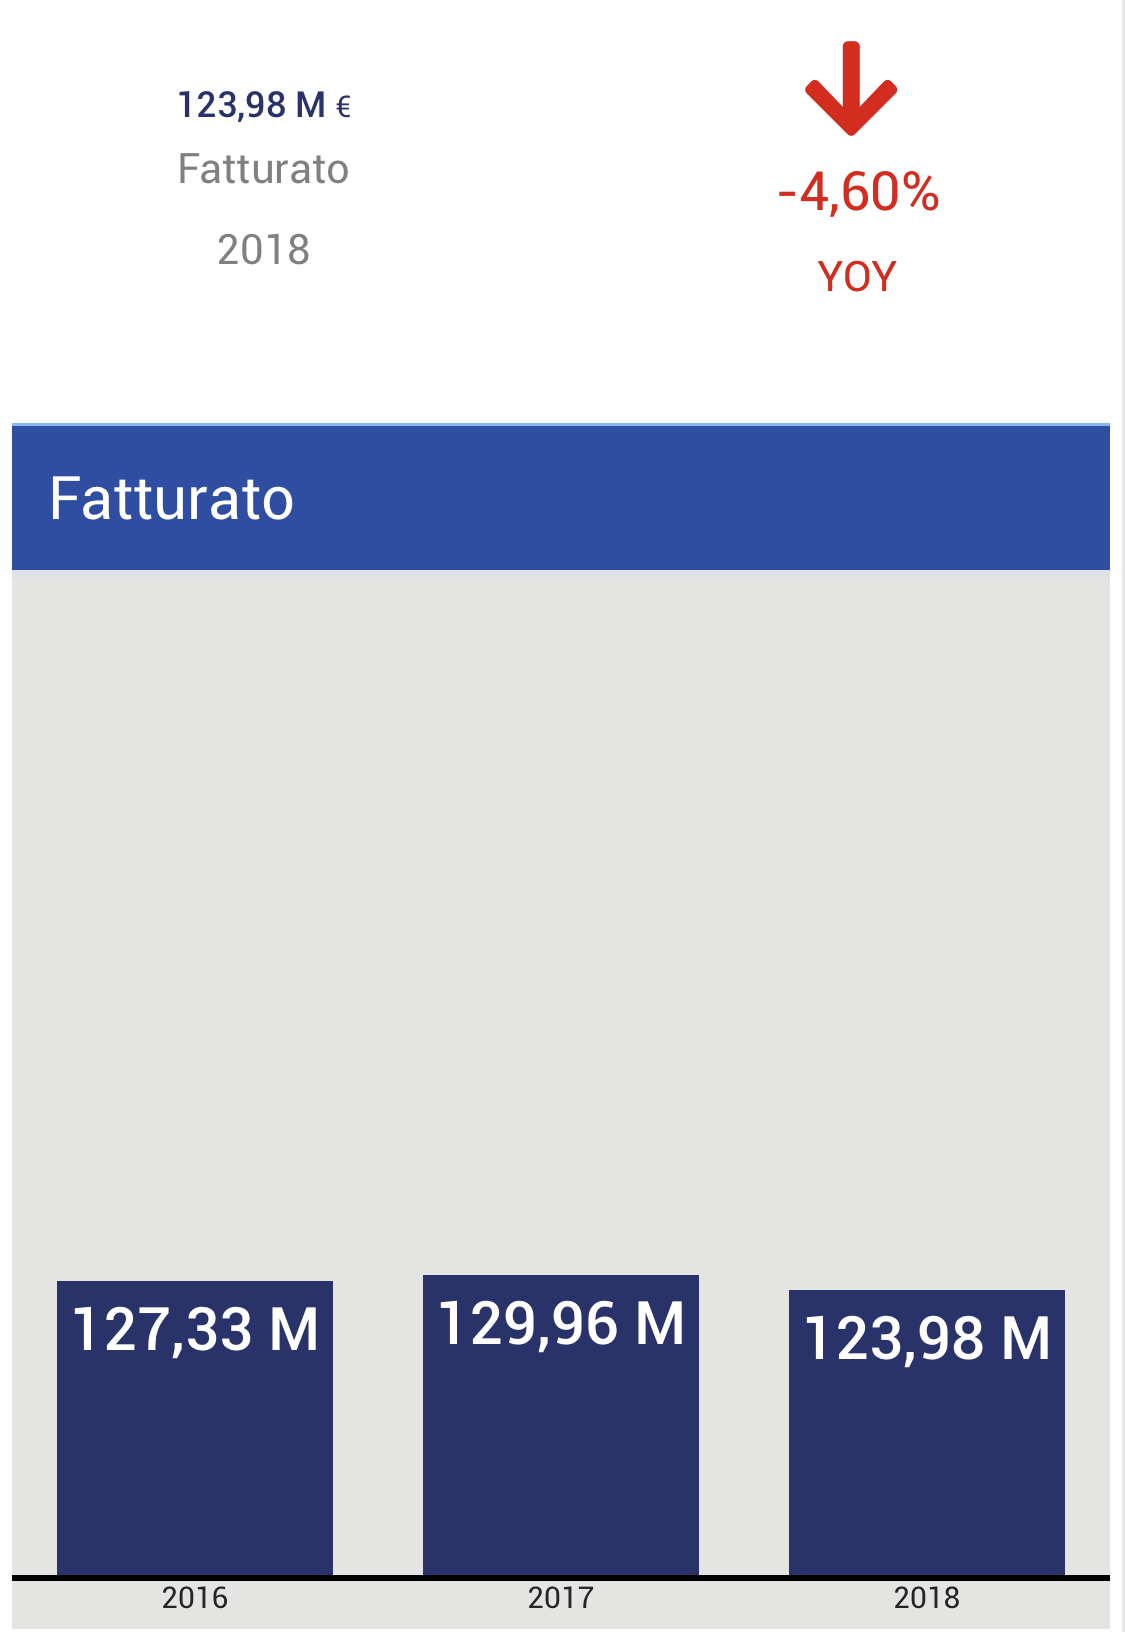 123,98 M €
Fatturato
2018
-4,60%
YOY
Fatturato
127,33 M
129,96 M
123,98 M
2016
2017
2018